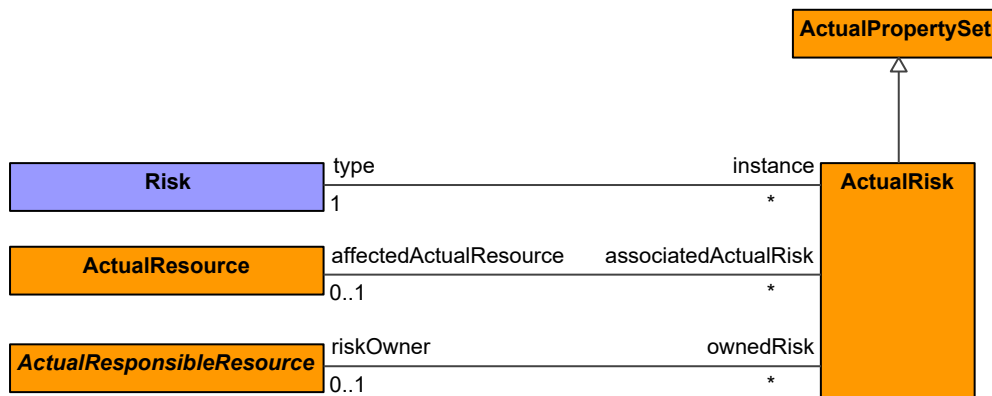 ActualPropertySet
type
instance
Risk
ActualRisk
1
*
affectedActualResource
associatedActualRisk
ActualResource
0..1
*
riskOwner
ownedRisk
ActualResponsibleResource
0..1
*